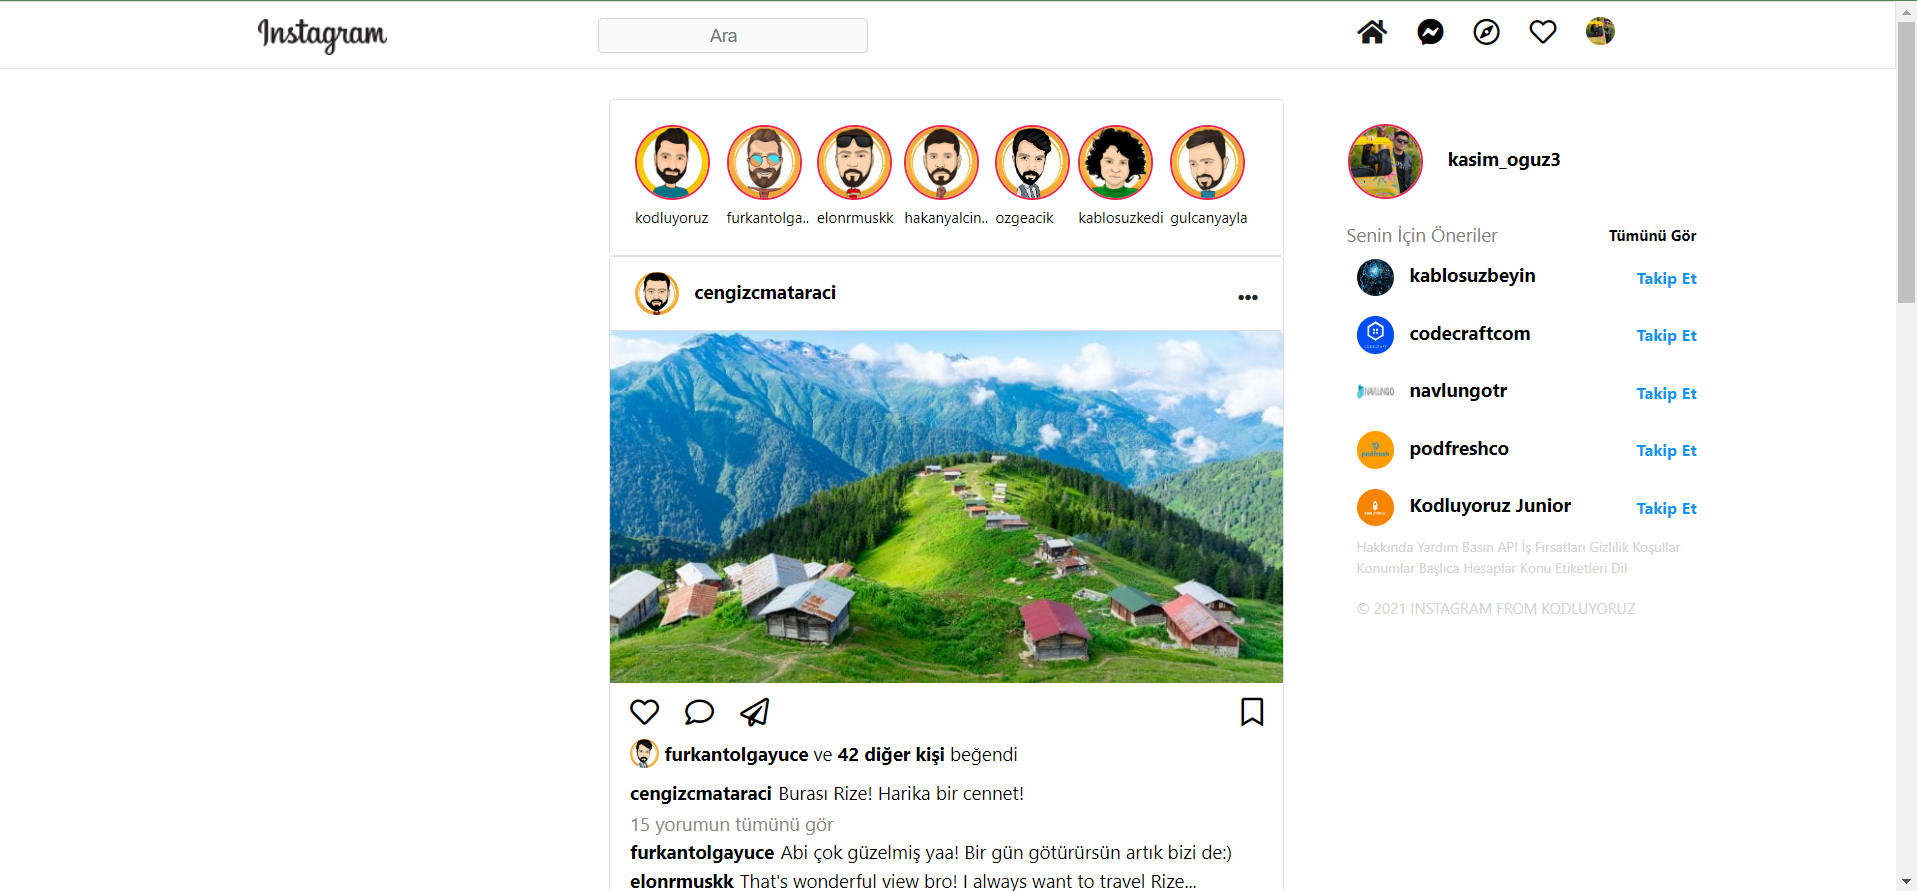 Instagram
Ara
kodluyoruz furkantolga.. elonrmuskk hakanyalcin.. ozgeacik kablosuzkedi gulcanyayla
kasim_oguz3
Senin İçin Öneriler Tümünü Gör
kablosuzbeyin Takip Et
codecraftcom Takip Et
navlungotr Takip Et
podfreshco Takip Et
Kodluyoruz Junior Takip Et
Hakkında Yardım Basın API İş Fırsatları Gizlilik Koşullar
Konumlar Başlıca Hesaplar Konu Etiketleri Dil
© 2021 INSTAGRAM FROM KODLUYORUZ
cengizcmataraci
furkantolgayuce ve 42 diğer kişi beğendi
cengizcmataraci Burası Rize! Harika bir cennet!
15 yorumun tümünü gör
furkantolgayuce Abi çok güzelmiş yaa! Bir gün götürürsün artık bizi de:)
elonrmuskk That's wonderful view bro! I always want to travel Rize...